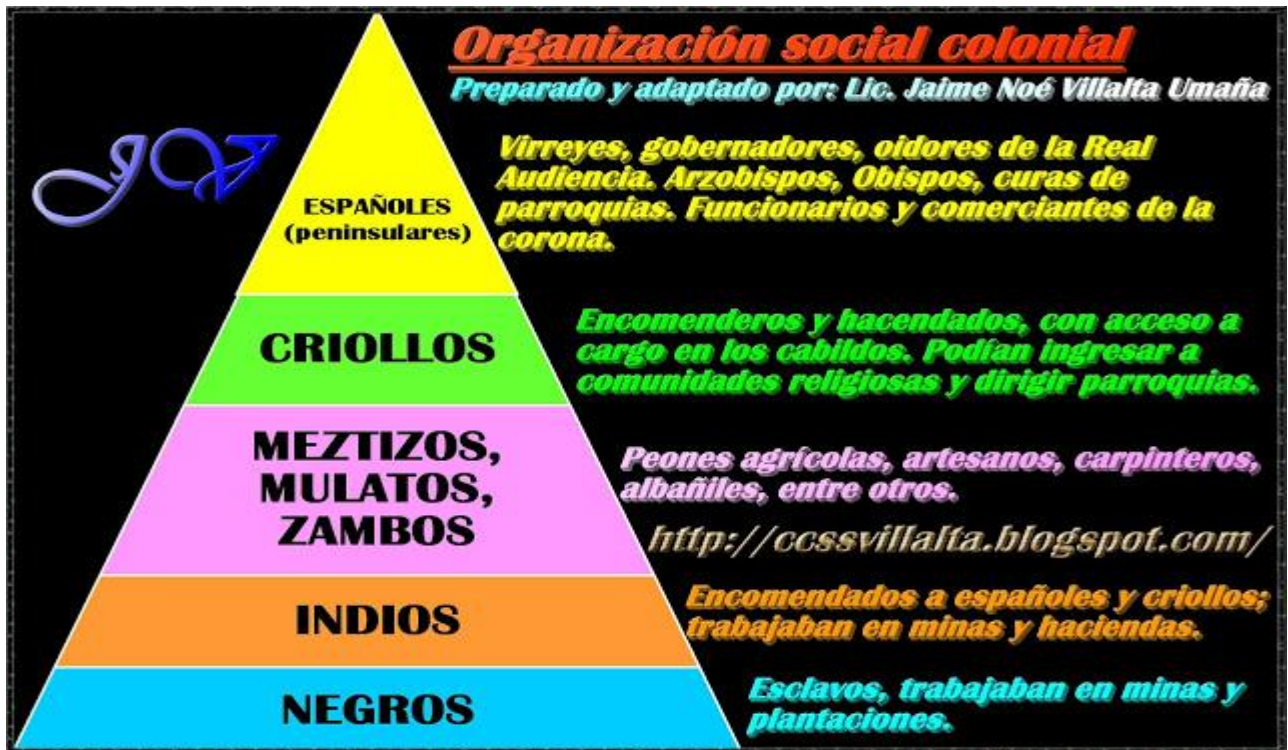 Organización social colonial
Preparado y adaptado por: Lic. Jaime Noé Villalta Umaña
JV
ESPAÑOLES
(peninsulares)
Virreyes, gobernadores, oidores de la Real
Audiencia. Arzobispos, Obispos, curas de
parroquias. Funcionarios y comerciantes de la
corona.
CRIOLLOS
Encomenderos y hacendados, con acceso a
cargo en los cabildos. Podían ingresar a
comunidades religiosas y dirigir parroquias.
MEZTIZOS,
MULATOS,
ZAMBOS
Peones agrícolas, artesanos, carpinteros,
albañiles, entre otros.
http://ccssvillalta.blogspot.com/
INDIOS
Encomendados a españoles y criollos;
trabajaban en minas y haciendas.
NEGROS
Esclavos, trabajaban en minas y
plantaciones.